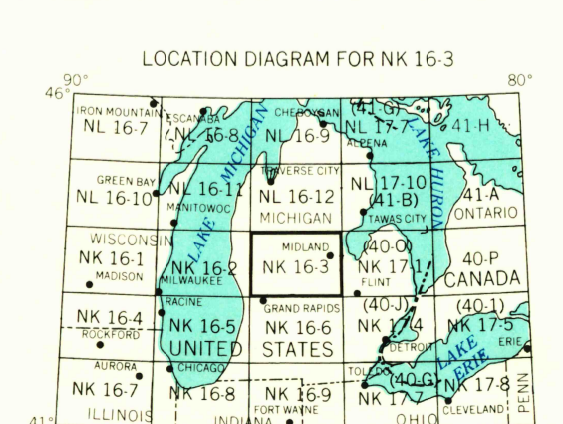 LOCATION DIAGRAM FOR NK 16-3
90° 80°
46°
IRON MOUNTAIN ESCANABA CHEBOYGAN (41-G)
NL 16-7 NL 16-8 NL 16-9 NL 17-7 41-H
ALPENA
LAKE MICHIGAN
LAKE HURON
TRAVERSE CITY
GREEN BAY
NL 16-10 NL 16-11 NL 16-12 NL 17-10 41-A
(41-B)
MANITOWOC MICHIGAN TAWAS CITY ONTARIO
WISCONSIN MIDLAND (40-O)
NK 16-1 NK 16-2 NK 16-3 NK 17-1 40-P
MADISON MILWAUKEE FLINT CANADA
RACINE GRAND RAPIDS (40-J) (40-1)
NK 16-4 NK 16-5 NK 16-6 NK 17-4 NK 17-5
ROCKFORD UNITED STATES DETROIT ERIE
LAKE
ERIE
AURORA CHICAGO TOLEDO (40-G)
NK 16-7 NK 16-8 NK 16-9 NK 17-7 NK 17-8
FORT WAYNE CLEVELAND
PENN
41° ILLINOIS INDIANA OHIO